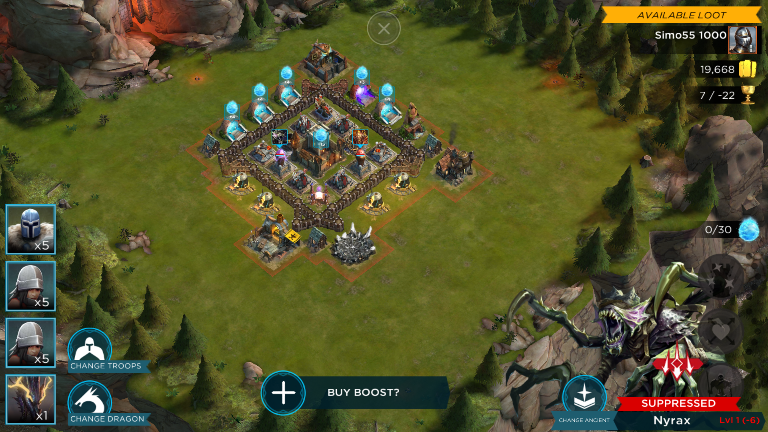 AVAILABLE LOOT
Simo55 1000
19,668
7 / -22
0/30
x5
x5
x5
x1
CHANGE TROOPS
CHANGE DRAGON
BUY BOOST?
CHANGE ANCIENT
SUPPRESSED
Nyrax
Lvl 1 (-6)